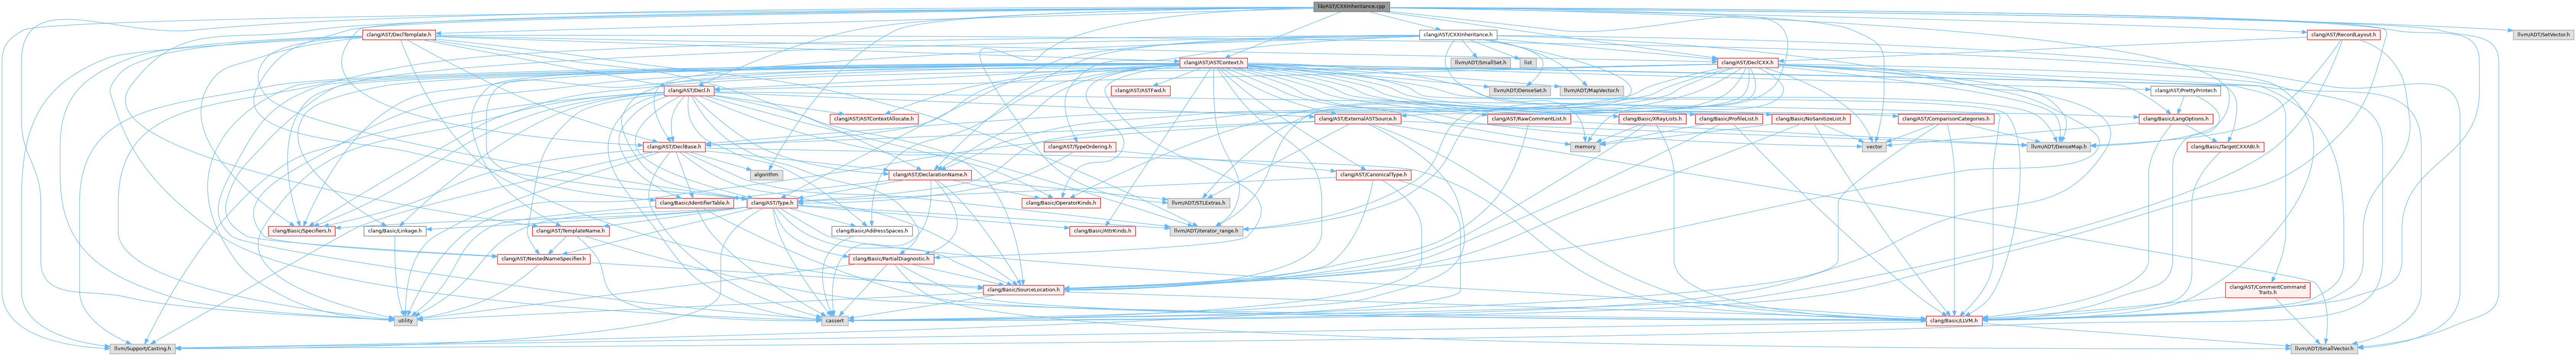 lib/AST/CXXInheritance.cpp
clang/AST/DeclTemplate.h
clang/AST/CXXInheritance.h
clang/AST/RecordLayout.h
llvm/ADT/SetVector.h
clang/AST/ASTContext.h
llvm/ADT/SmallSet.h
list
clang/AST/DeclCXX.h
clang/AST/Decl.h
clang/AST/ASTFwd.h
llvm/ADT/DenseSet.h
llvm/ADT/MapVector.h
clang/AST/PrettyPrinter.h
clang/AST/ASTContextAllocate.h
clang/AST/ExternalASTSource.h
clang/AST/RawCommentList.h
clang/Basic/XRayLists.h
clang/Basic/ProfileList.h
clang/Basic/NoSanitizeList.h
clang/AST/ComparisonCategories.h
clang/Basic/LangOptions.h
clang/AST/DeclBase.h
clang/AST/TypeOrdering.h
memory
vector
llvm/ADT/DenseMap.h
clang/Basic/TargetCXXABI.h
algorithm
clang/AST/DeclarationName.h
clang/AST/CanonicalType.h
clang/Basic/IdentifierTable.h
clang/AST/Type.h
clang/Basic/OperatorKinds.h
llvm/ADT/STLExtras.h
clang/Basic/Specifiers.h
clang/Basic/Linkage.h
clang/AST/TemplateName.h
clang/Basic/AddressSpaces.h
clang/Basic/AttrKinds.h
llvm/ADT/iterator_range.h
clang/AST/NestedNameSpecifier.h
clang/Basic/PartialDiagnostic.h
clang/Basic/SourceLocation.h
clang/AST/CommentCommand
Traits.h
utility
cassert
clang/Basic/LLVM.h
llvm/Support/Casting.h
llvm/ADT/SmallVector.h